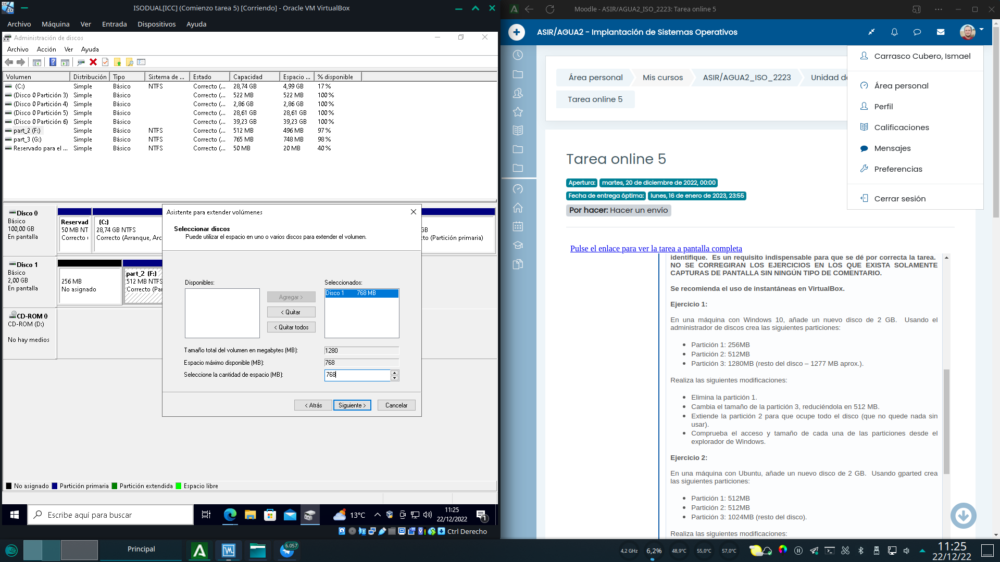 ISODUAL[ICC] (Comienzo tarea 5) [Corriendo] - Oracle VM VirtualBox
Archivo Máquina Ver Entrada Dispositivos Ayuda
Administración de discos
Archivo Acción Ver Ayuda
Volumen Distribución Tipo Sistema de ... Estado Capacidad Espacio ... % disponible
(C:) Simple Básico NTFS Correcto (... 28,74 GB 4,99 GB 17 %
(Disco 0 Partición 3) Simple Básico Correcto (... 522 MB 522 MB 100 %
(Disco 0 Partición 4) Simple Básico Correcto (... 2,86 GB 2,86 GB 100 %
(Disco 0 Partición 5) Simple Básico Correcto (... 28,61 GB 28,61 GB 100 %
(Disco 0 Partición 6) Simple Básico Correcto (... 39,23 GB 39,23 GB 100 %
part_2 (F:) Simple Básico NTFS Correcto (... 512 MB 496 MB 97 %
part_3 (G:) Simple Básico NTFS Correcto (... 765 MB 748 MB 98 %
Reservado para el ... Simple Básico NTFS Correcto (... 50 MB 20 MB 40 %
Disco 0
Básico
100,00 GB
En pantalla
Reservad
50 MB NT
Correcto
(C:)
28,74 GB NTFS
Correcto (Arranque, Arc
GB
to (Partición primaria)
Disco 1
Básico
2,00 GB
En pantalla
256 MB
No asignado
part_2 (F:)
512 MB NTFS
Correcto (Pa
CD-ROM 0
CD-ROM (D:)
No hay medios
Asistente para extender volúmenes
Seleccionar discos
Puede utilizar el espacio en uno o varios discos para extender el volumen.
Disponibles:
Agregar >
< Quitar
< Quitar todos
Seleccionados:
Disco 1 768 MB
Tamaño total del volumen en megabytes (MB): 1280
Espacio máximo disponible (MB): 768
Seleccione la cantidad de espacio (MB): 768
< Atrás Siguiente > Cancelar
No asignado Partición primaria Partición extendida Espacio libre
Escribe aquí para buscar
13°C
11:25
22/12/2022
1
Ctrl Derecho
Moodle - ASIR/AGUA2_ISO_2223: Tarea online 5
ASIR/AGUA2 - Implantación de Sistemas Operativos
Área personal Mis cursos ASIR/AGUA2_ISO_2223 Unidad de
Tarea online 5
Carrasco Cubero, Ismael
Área personal
Perfil
Calificaciones
Mensajes
Preferencias
Cerrar sesión
Tarea online 5
Apertura: martes, 20 de diciembre de 2022, 00:00
Fecha de entrega óptima: lunes, 16 de enero de 2023, 23:55
Por hacer: Hacer un envío
Pulse el enlace para ver la tarea a pantalla completa
identifique. Es un requisito indispensable para que se dé por correcta la tarea.
NO SE CORREGIRAN LOS EJERCICIOS EN LOS QUE EXISTA SOLAMENTE
CAPTURAS DE PANTALLA SIN NINGÚN TIPO DE COMENTARIO.
Se recomienda el uso de instantáneas en VirtualBox.
Ejercicio 1:
En una máquina con Windows 10, añade un nuevo disco de 2 GB. Usando el
administrador de discos crea las siguientes particiones:
• Partición 1: 256MB
• Partición 2: 512MB
• Partición 3: 1280MB (resto del disco – 1277 MB aprox.).
Realiza las siguientes modificaciones:
• Elimina la partición 1.
• Cambia el tamaño de la partición 3, reduciéndola en 512 MB.
• Extiende la partición 2 para que ocupe todo el disco (que no quede nada sin
usar).
• Comprueba el acceso y tamaño de cada una de las particiones desde el
explorador de Windows.
Ejercicio 2:
En una máquina con Ubuntu, añade un nuevo disco de 2 GB. Usando gparted crea
las siguientes particiones:
• Partición 1: 512MB
• Partición 2: 512MB
• Partición 3: 1024MB (resto del disco).
Realiza las siguientes modificaciones:
Principal
6.057
4,2 GHz 6,2% 48,9°C 55,0°C 57,0°C
11:25
22/12/22